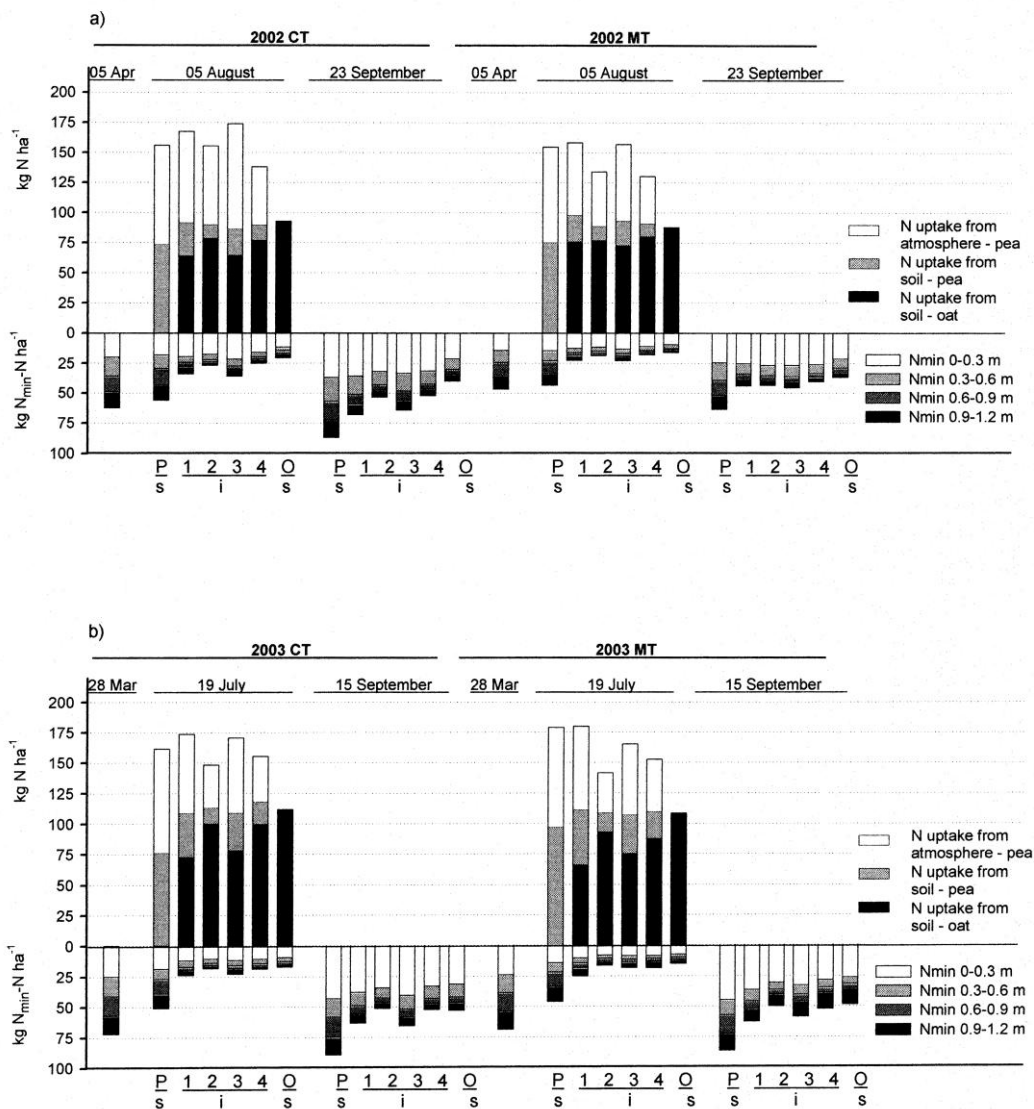 a)
2002 CT 2002 MT
05 Apr 05 August 23 September 05 Apr 05 August 23 September
200
175
150
125
100
75
50
25
0
25
50
75
100
kg N ha-1
kg Nmin-N ha-1
N uptake from
atmosphere - pea
N uptake from
soil - pea
N uptake from
soil - oat
Nmin 0-0.3 m
Nmin 0.3-0.6 m
Nmin 0.6-0.9 m
Nmin 0.9-1.2 m
P 1 2 3 4 O P 1 2 3 4 O P 1 2 3 4 O P 1 2 3 4 O
s i s s i s s i s s i s
b)
2003 CT 2003 MT
28 Mar 19 July 15 September 28 Mar 19 July 15 September
200
175
150
125
100
75
50
25
0
25
50
75
100
kg N ha-1
kg Nmin-N ha-1
N uptake from
atmosphere - pea
N uptake from
soil - pea
N uptake from
soil - oat
Nmin 0-0.3 m
Nmin 0.3-0.6 m
Nmin 0.6-0.9 m
Nmin 0.9-1.2 m
P 1 2 3 4 O P 1 2 3 4 O P 1 2 3 4 O P 1 2 3 4 O
s i s s i s s i s s i s